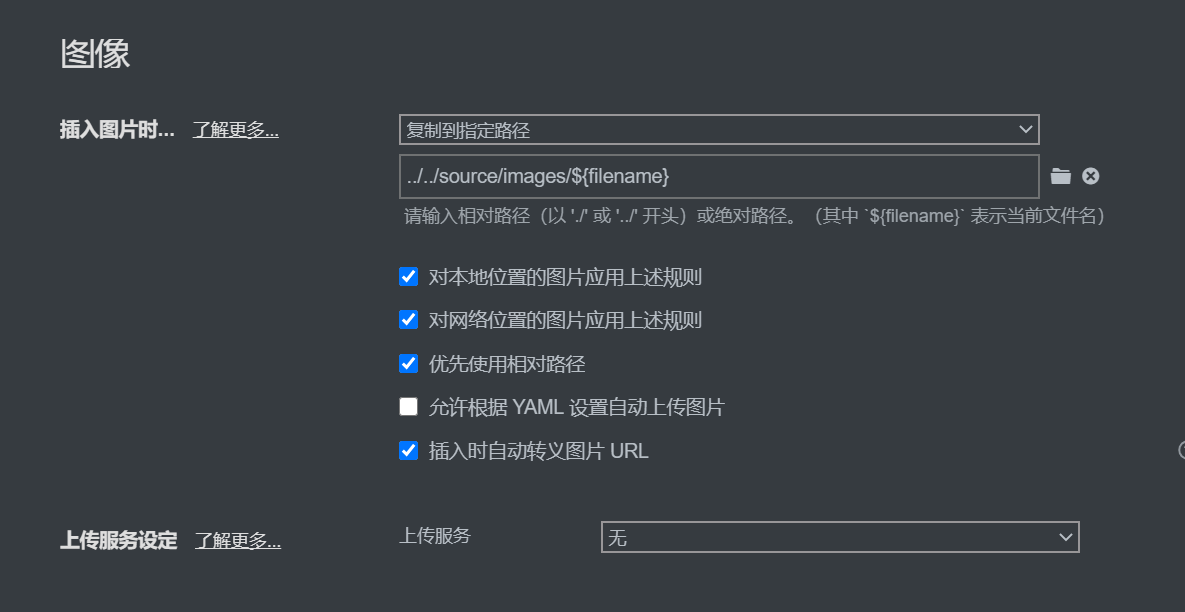 图像
插入图片时... 了解更多...
复制到指定路径
../../source/images/${filename}
请输入相对路径（以 './' 或 '../' 开头）或绝对路径。（其中 `${filename}` 表示当前文件名）
对本地位置的图片应用上述规则
对网络位置的图片应用上述规则
优先使用相对路径
允许根据 YAML 设置自动上传图片
插入时自动转义图片 URL
上传服务设定 了解更多... 上传服务 无